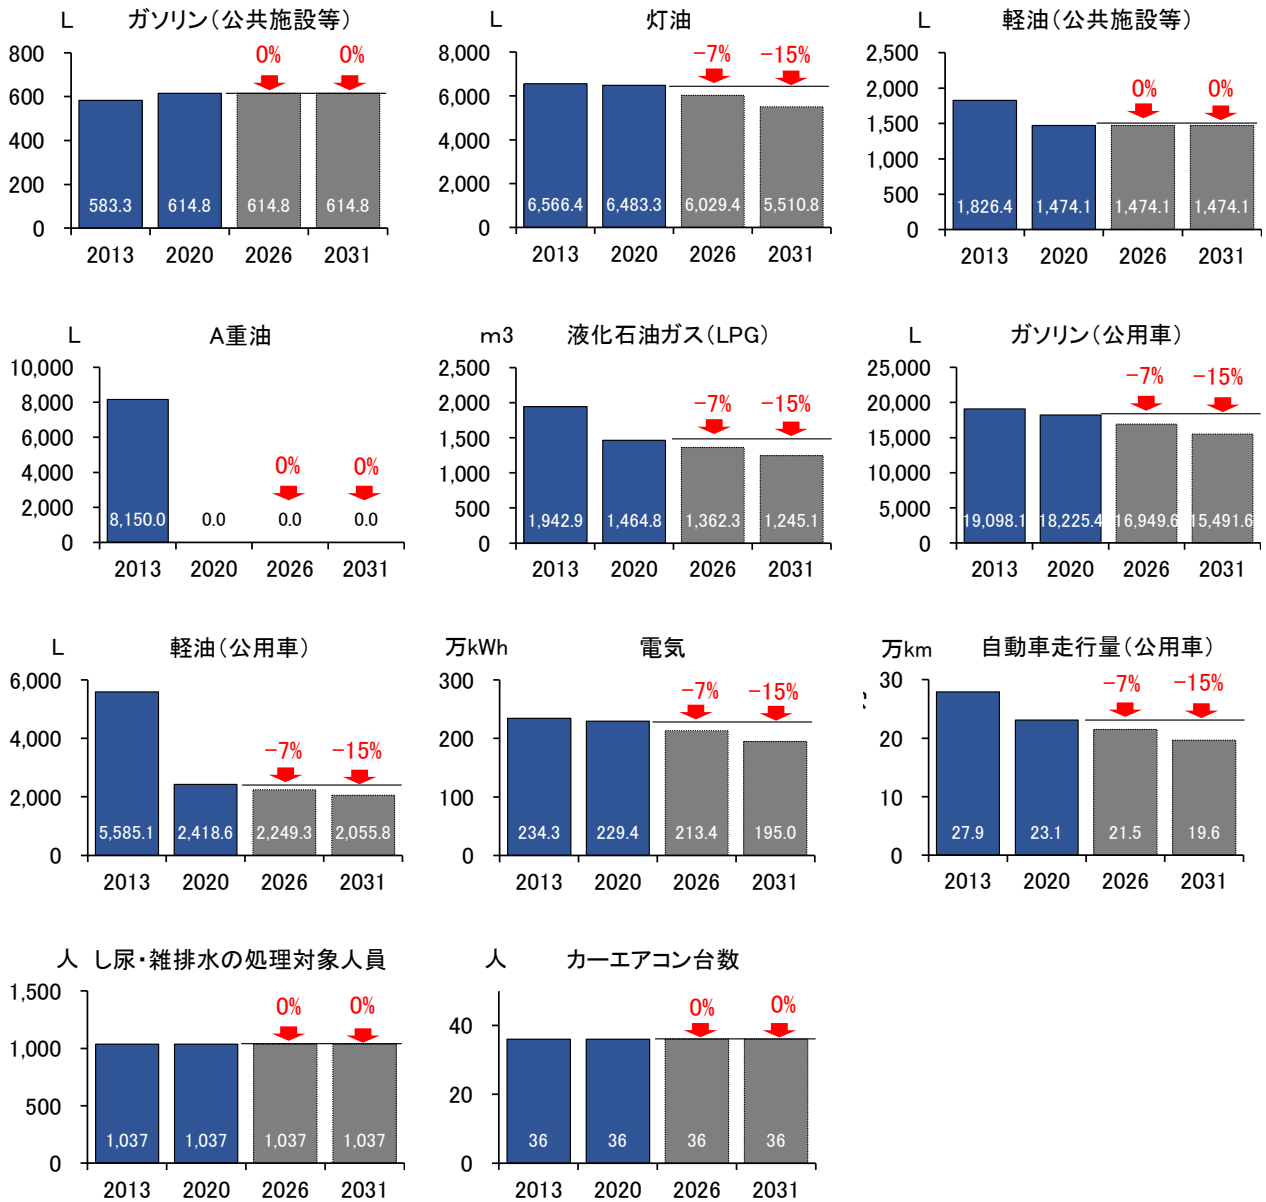 L ガソリン(公共施設等)
800
600
400
200
0
0% 0%
583.3 614.8 614.8 614.8
2013 2020 2026 2031
L 灯油
8,000
6,000
4,000
2,000
0
-7% -15%
6,566.4 6,483.3 6,029.4 5,510.8
2013 2020 2026 2031
L 軽油(公共施設等)
2,500
2,000
1,500
1,000
500
0
0% 0%
1,826.4 1,474.1 1,474.1 1,474.1
2013 2020 2026 2031
L A重油
10,000
8,000
6,000
4,000
2,000
0
0% 0%
8,150.0 0.0 0.0 0.0
2013 2020 2026 2031
m3 液化石油ガス(LPG)
2,500
2,000
1,500
1,000
500
0
-7% -15%
1,942.9 1,464.8 1,362.3 1,245.1
2013 2020 2026 2031
L ガソリン(公用車)
25,000
20,000
15,000
10,000
5,000
0
-7% -15%
19,098.1 18,225.4 16,949.6 15,491.6
2013 2020 2026 2031
L 軽油(公用車)
6,000
4,000
2,000
0
-7% -15%
5,585.1 2,418.6 2,249.3 2,055.8
2013 2020 2026 2031
万kWh 電気
300
200
100
0
-7% -15%
234.3 229.4 213.4 195.0
2013 2020 2026 2031
万km 自動車走行量(公用車)
30
20
10
0
-7% -15%
27.9 23.1 21.5 19.6
2013 2020 2026 2031
人 し尿・雑排水の処理対象人員
1,500
1,000
500
0
0% 0%
1,037 1,037 1,037 1,037
2013 2020 2026 2031
人 カーエアコン台数
40
20
0
0% 0%
36 36 36 36
2013 2020 2026 2031